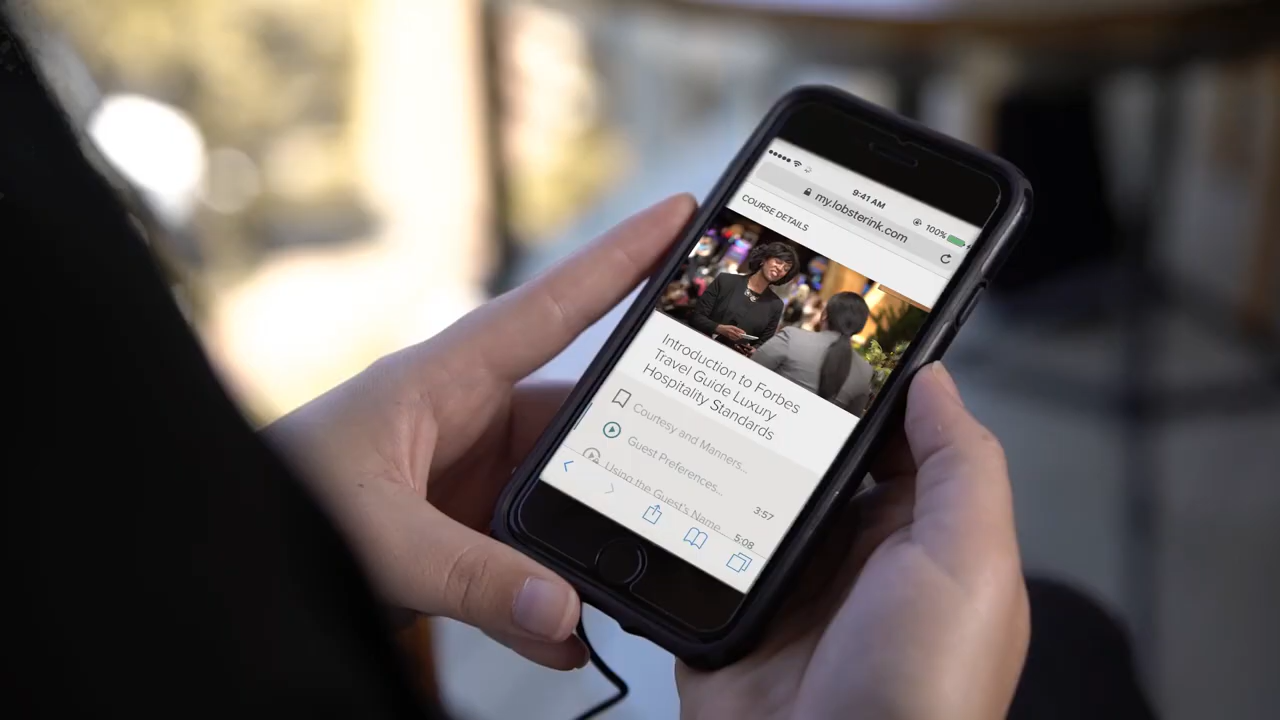 9:41 AM
100%
my.lobsterink.com
COURSE DETAILS
Introduction to Forbes
Travel Guide Luxury
Hospitality Standards
Courtesy and Manners...
Guest Preferences...
3:57
Using the Guest's Name
5:08